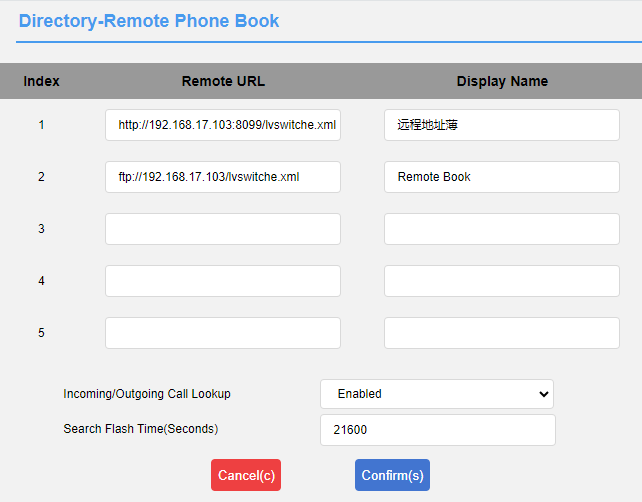 Directory-Remote Phone Book
Index Remote URL Display Name
1 http://192.168.17.103:8099/lvswitche.xml 远程地址薄
2 ftp://192.168.17.103/lvswitche.xml Remote Book
3
4
5
Incoming/Outgoing Call Lookup Enabled
Search Flash Time(Seconds) 21600
Cancel(c) Confirm(s)